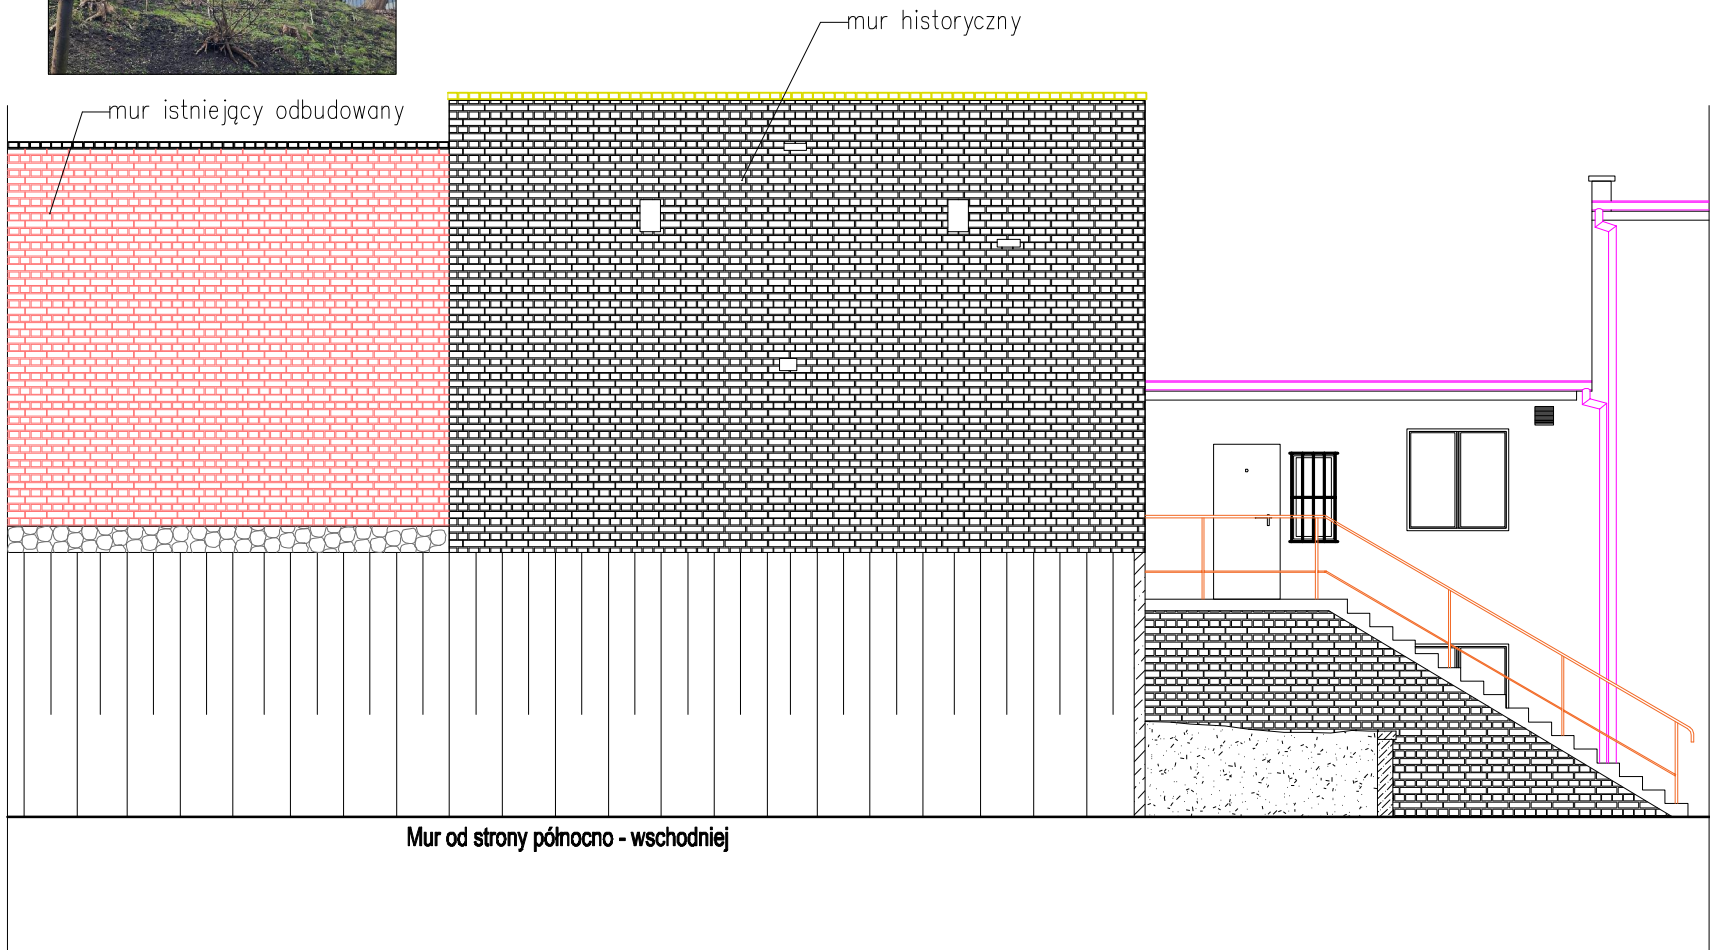 mur historyczny
mur istniejący odbudowany
Mur od strony północno - wschodniej